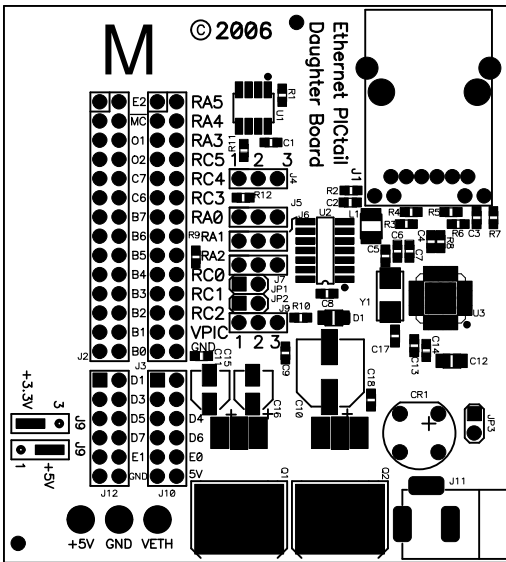 M
© 2006
Ethernet PICtail
Daughter Board
E2
RA5
MC
RA4
O1
RA3
O2
RC5
C7
RC4
C6
RC3
B7
RA0
B6
RA1
B5
RA2
B4
RC0
B3
RC1
B2
RC2
B1
VPIC
B0
GND
R1
U1
R11
C1
1 2 3
J4
R12
J5
R9
J6
U2
J7
JP1
JP2
J9
R10
1 2 3
J1
R2
C2
L1
R4
R5
R3
R6
C3
R7
C5
C6
C7
C4
R8
Y1
U3
C8
D1
C17
C13
C14
C12
J2
J3
C11
C15
C9
C16
C10
C18
CR1
JP3
+3.3V
3
J9
J9
1
+5V
D1
D3
D4
D5
D6
D7
E1
E0
GND
5V
J12
J10
Q1
Q2
J11
+5V GND VETH